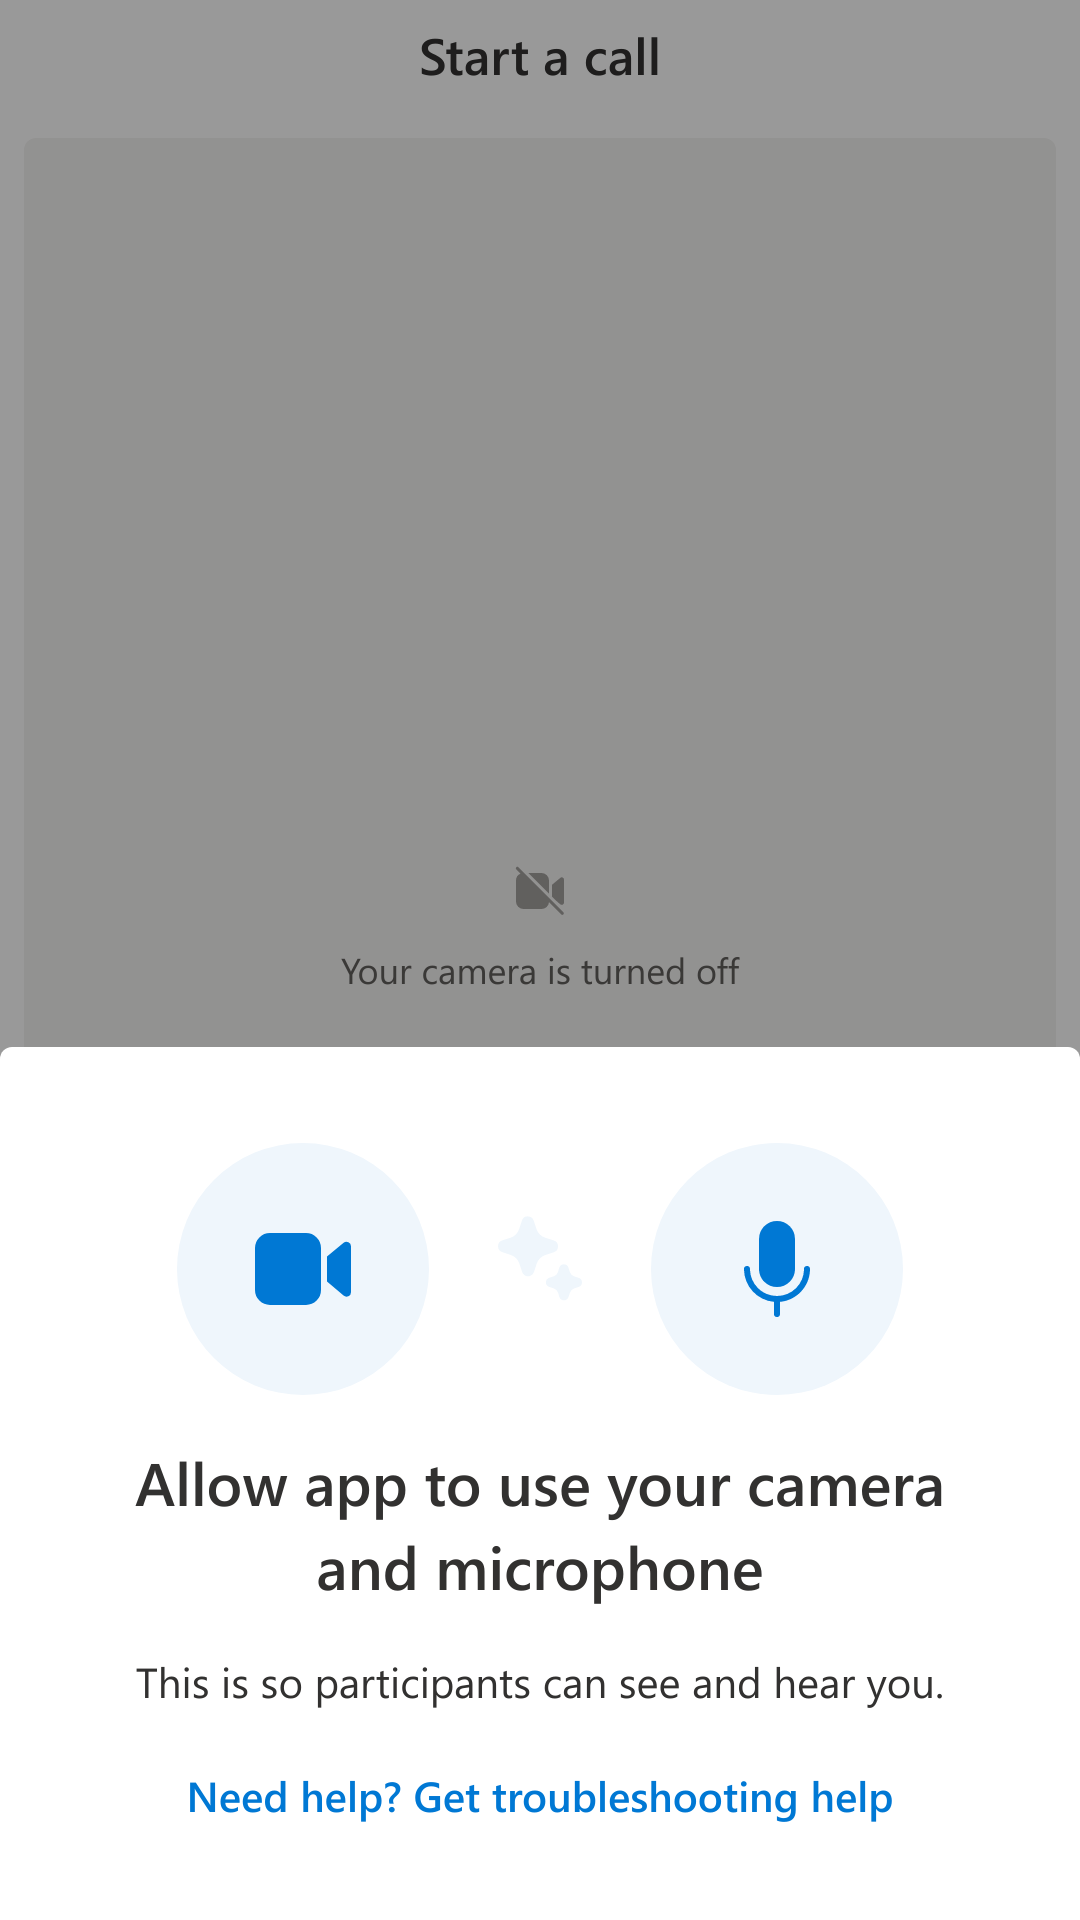 Start a call
Your camera is turned off
Allow app to use your camera
and microphone
This is so participants can see and hear you.
Need help? Get troubleshooting help